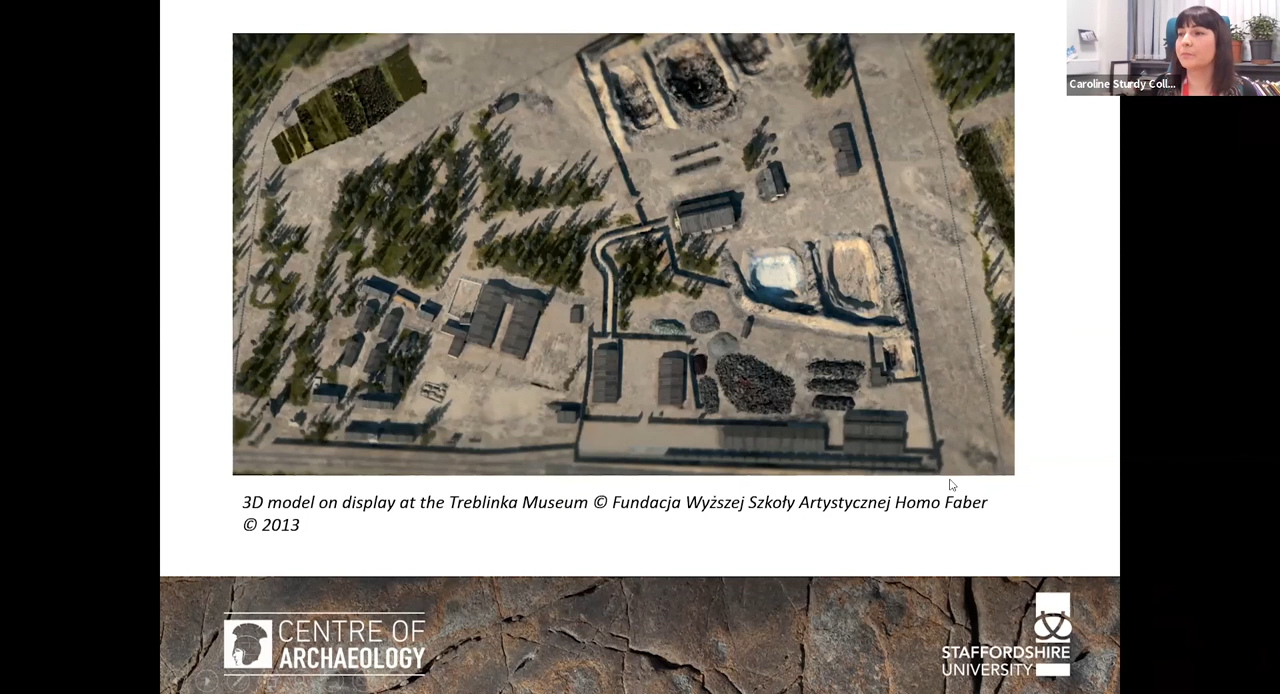 Caroline Sturdy Coll...
3D model on display at the Treblinka Museum © Fundacja Wyższej Szkoły Artystycznej Homo Faber
© 2013
CENTRE OF
ARCHAEOLOGY
STAFFORDSHIRE
UNIVERSITY